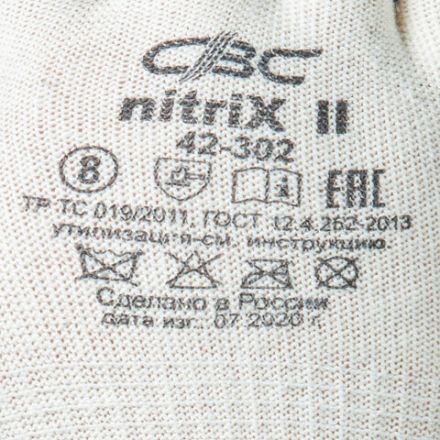 СВС
nitriX II
42-302
8 EAC
ТР ТС 019/2011, ГОСТ 12.4.252-2013
утилизация-см. инструкцию
Сделано в России
дата изг.: 07.2020 г.